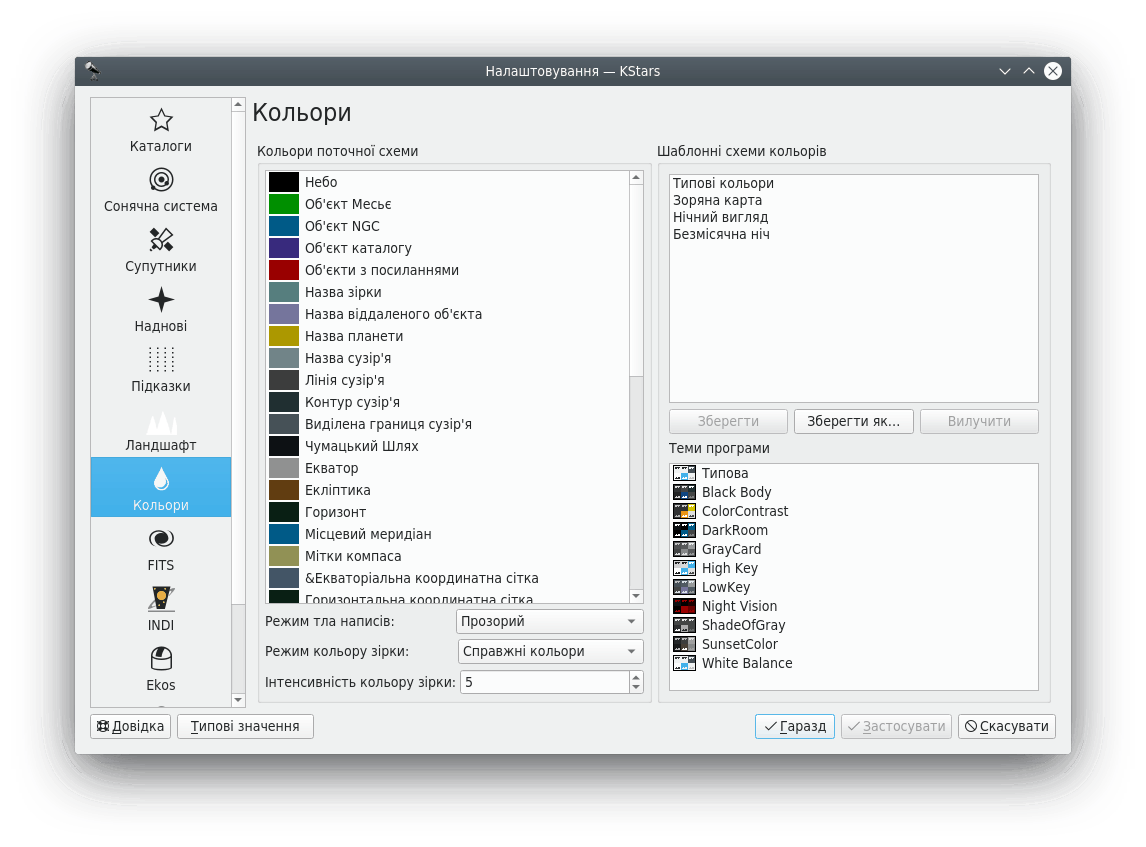 Налаштовування — KStars
Каталоги
Сонячна система
Супутники
Наднові
Підказки
Ландшафт
Кольори
FITS
INDI
Ekos
Кольори
Кольори поточної схеми
Небо
Об'єкт Месьє
Об'єкт NGC
Об'єкт каталогу
Об'єкти з посиланнями
Назва зірки
Назва віддаленого об'єкта
Назва планети
Назва сузір'я
Лінія сузір'я
Контур сузір'я
Виділена границя сузір'я
Чумацький Шлях
Екватор
Екліптика
Горизонт
Місцевий меридіан
Мітки компаса
&Екваторіальна координатна сітка
Горизонтальна координатна сітка
Режим тла написів: Прозорий
Режим кольору зірки: Справжні кольори
Інтенсивність кольору зірки: 5
Шаблонні схеми кольорів
Типові кольори
Зоряна карта
Нічний вигляд
Безмісячна ніч
Зберегти Зберегти як... Вилучити
Теми програми
Типова
Black Body
ColorContrast
DarkRoom
GrayCard
High Key
LowKey
Night Vision
ShadeOfGray
SunsetColor
White Balance
Довідка Типові значення Гаразд Застосувати Скасувати